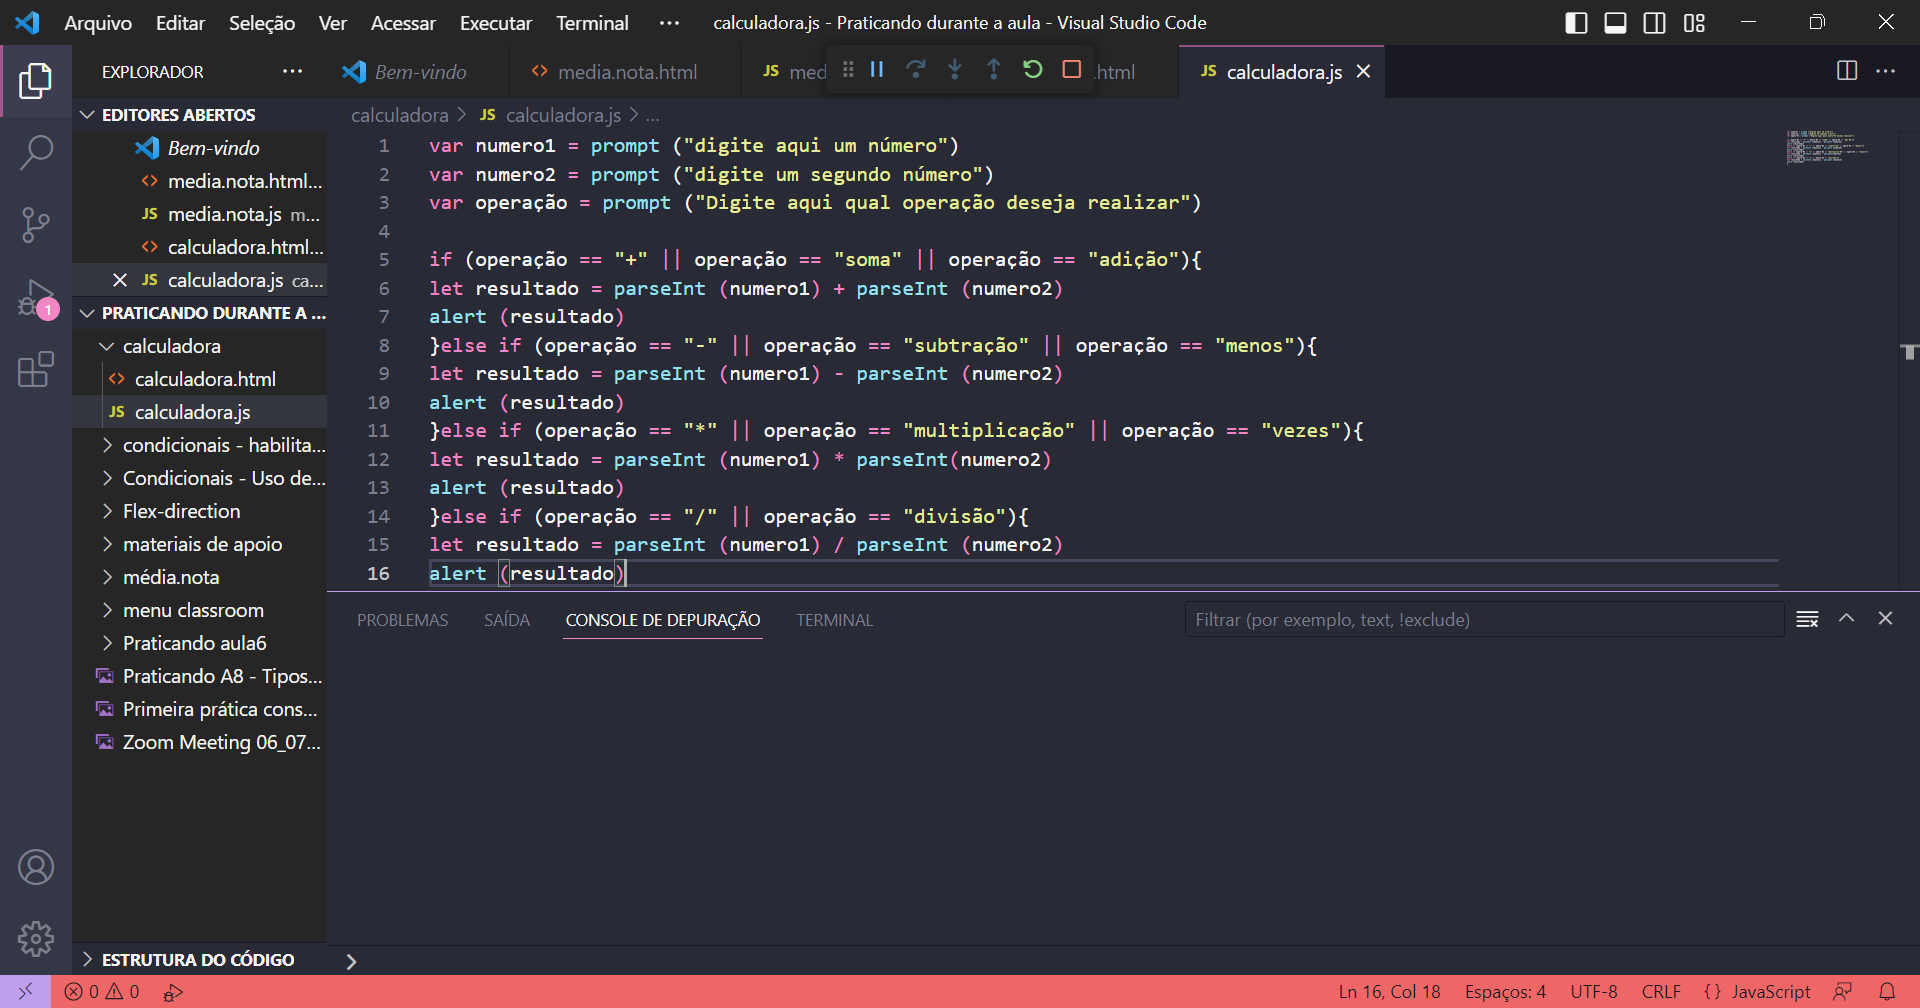 Arquivo Editar Seleção Ver Acessar Executar Terminal ··· calculadora.js - Praticando durante a aula - Visual Studio Code
EXPLORADOR ···
Bem-vindo
media.nota.html
JS med
.html
JS calculadora.js
EDITORES ABERTOS
Bem-vindo
media.nota.html...
JS media.nota.js m...
calculadora.html...
JS calculadora.js ca...
PRATICANDO DURANTE A ...
calculadora
calculadora.html
JS calculadora.js
condicionais - habilita...
Condicionais - Uso de...
Flex-direction
materiais de apoio
média.nota
menu classroom
Praticando aula6
Praticando A8 - Tipos...
Primeira prática cons...
Zoom Meeting 06_07...
ESTRUTURA DO CÓDIGO
1
calculadora > JS calculadora.js > ...
1 var numero1 = prompt ("digite aqui um número")
2 var numero2 = prompt ("digite um segundo número")
3 var operação = prompt ("Digite aqui qual operação deseja realizar")
4
5 if (operação == "+" || operação == "soma" || operação == "adição"){
6 let resultado = parseInt (numero1) + parseInt (numero2)
7 alert (resultado)
8 }else if (operação == "-" || operação == "subtração" || operação == "menos"){
9 let resultado = parseInt (numero1) - parseInt (numero2)
10 alert (resultado)
11 }else if (operação == "*" || operação == "multiplicação" || operação == "vezes"){
12 let resultado = parseInt (numero1) * parseInt(numero2)
13 alert (resultado)
14 }else if (operação == "/" || operação == "divisão"){
15 let resultado = parseInt (numero1) / parseInt (numero2)
16 alert (resultado)
PROBLEMAS SAÍDA CONSOLE DE DEPURAÇÃO TERMINAL Filtrar (por exemplo, text, !exclude)
0 0 Ln 16, Col 18 Espaços: 4 UTF-8 CRLF {} JavaScript